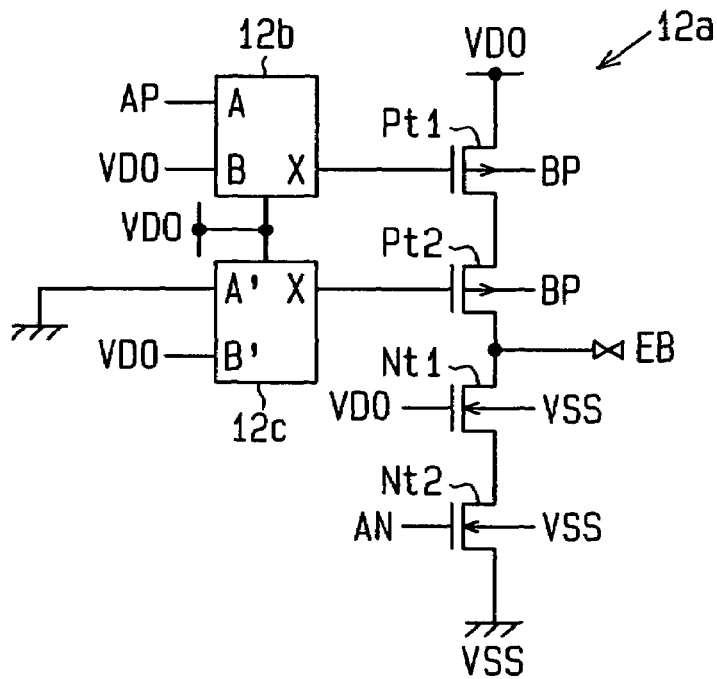 12b
VDO
12a
AP
A
Pt1
VDO
B
X
BP
VDO
Pt2
A'
X
BP
VDO
B'
EB
12c
Nt1
VDO
VSS
Nt2
AN
VSS
VSS